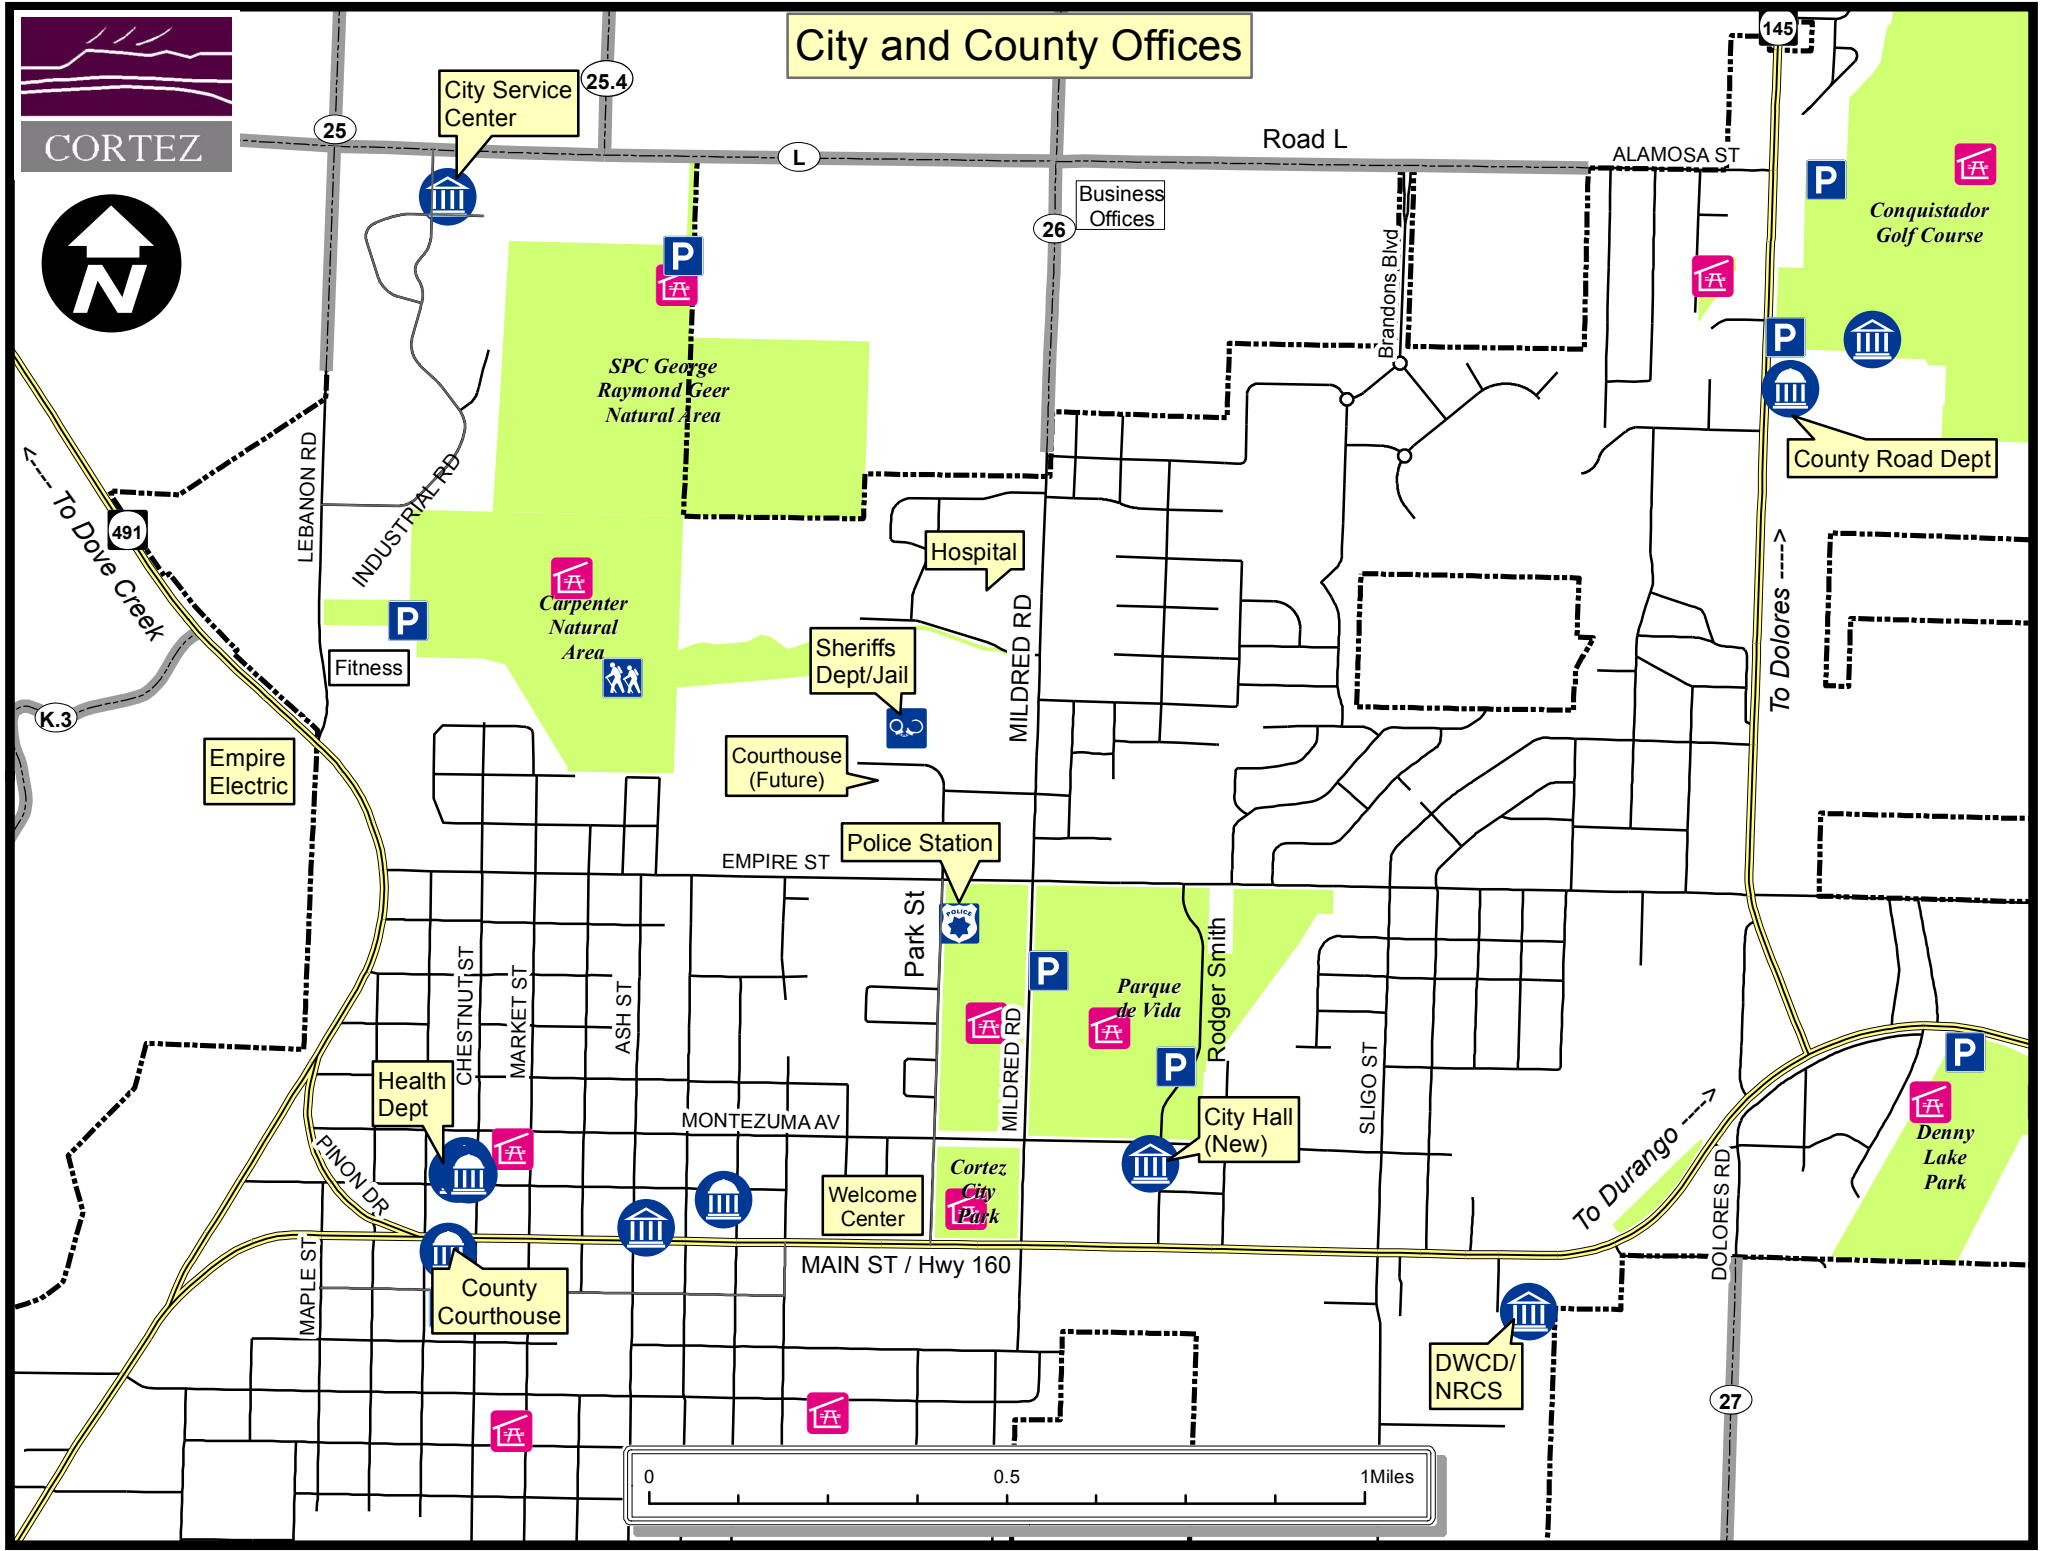 City and County Offices
145
CORTEZ
N
City Service
Center
25.4
25
L
Road L
ALAMOSA ST
P
Conquistador
Golf Course
Business
Offices
26
Brandons Blvd
P
SPC George
Raymond Geer
Natural Area
P
County Road Dept
LEBANON RD
INDUSTRIAL RD
<----- To Dove Creek
491
Hospital
Carpenter
Natural
Area
P
MILDRED RD
To Dolores ---->
Sheriffs
Dept/Jail
Fitness
K.3
Empire
Electric
Courthouse
(Future)
Police Station
EMPIRE ST
Park St
POLICE
P
Parque
de Vida
Rodger Smith
CHESTNUT ST
MARKET ST
ASH ST
MILDRED RD
SLIGO ST
P
P
Health
Dept
MONTEZUMA AV
City Hall
(New)
PINON DR
Cortez
City
Park
Welcome
Center
To Durango ---->
DOLORES RD
Denny
Lake
Park
MAPLE ST
MAIN ST / Hwy 160
County
Courthouse
DWCD/
NRCS
27
0
0.5
1Miles